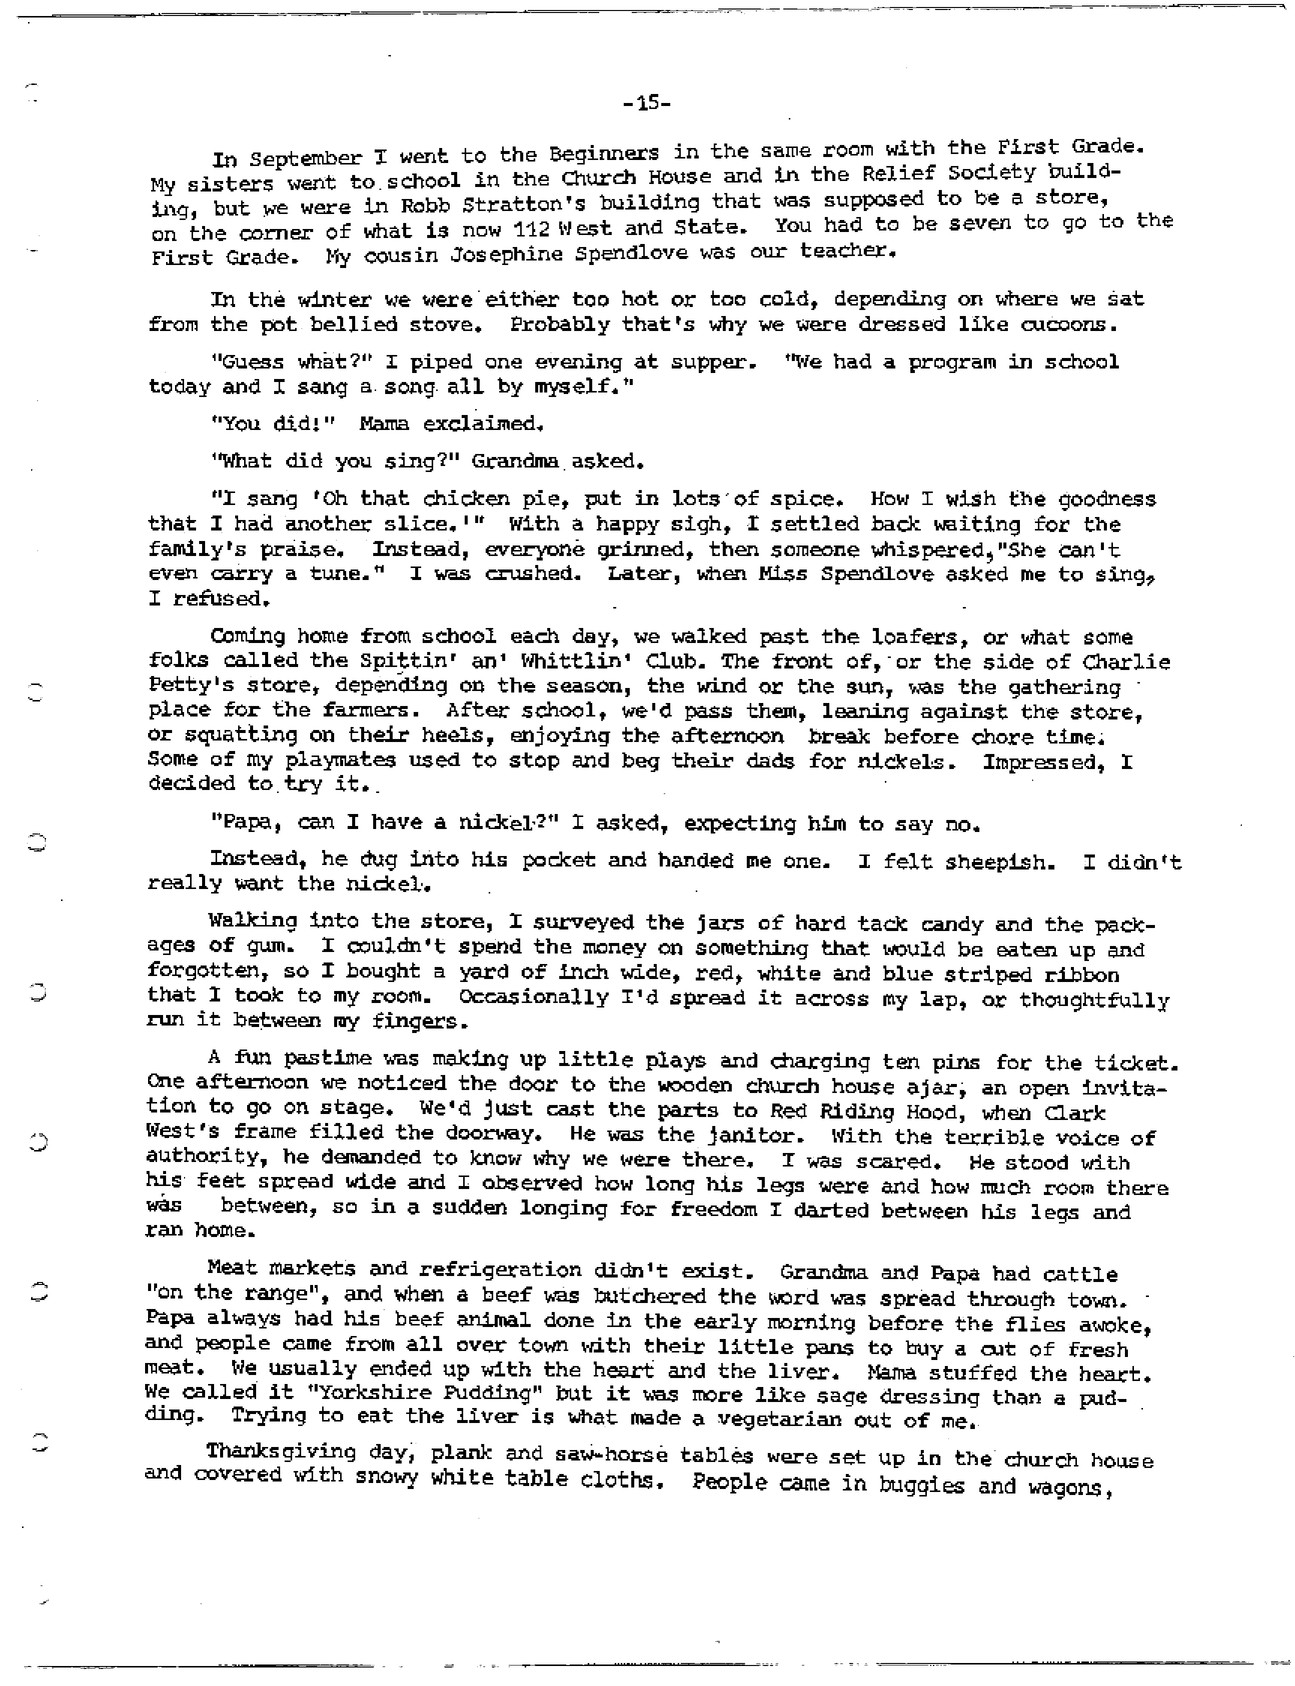 -15-
In September I went to the Beginners in the same room with the First Grade.
My sisters went to school in the Church House and in the Relief Society build-
ing, but we were in Robb Stratton's building that was supposed to be a store,
on the corner of what is now 112 West and State. You had to be seven to go to the
First Grade. My cousin Josephine Spendlove was our teacher.
In the winter we were either too hot or too cold, depending on where we sat
from the pot bellied stove. Probably that's why we were dressed like cucoons.
"Guess what?" I piped one evening at supper. "We had a program in school
today and I sang a song all by myself."
"You did!" Mama exclaimed.
"What did you sing?" Grandma asked.
"I sang 'Oh that chicken pie, put in lots of spice. How I wish the goodness
that I had another slice.'" With a happy sigh, I settled back waiting for the
family's praise. Instead, everyone grinned, then someone whispered,"She can't
even carry a tune." I was crushed. Later, when Miss Spendlove asked me to sing,
I refused.
Coming home from school each day, we walked past the loafers, or what some
folks called the Spittin' an' Whittlin' Club. The front of, or the side of Charlie
Petty's store, depending on the season, the wind or the sun, was the gathering
place for the farmers. After school, we'd pass them, leaning against the store,
or squatting on their heels, enjoying the afternoon break before chore time.
Some of my playmates used to stop and beg their dads for nickels. Impressed, I
decided to try it.
"Papa, can I have a nickel?" I asked, expecting him to say no.
Instead, he dug into his pocket and handed me one. I felt sheepish. I didn't
really want the nickel.
Walking into the store, I surveyed the jars of hard tack candy and the pack-
ages of gum. I couldn't spend the money on something that would be eaten up and
forgotten, so I bought a yard of inch wide, red, white and blue striped ribbon
that I took to my room. Occasionally I'd spread it across my lap, or thoughtfully
run it between my fingers.
A fun pastime was making up little plays and charging ten pins for the ticket.
One afternoon we noticed the door to the wooden church house ajar, an open invita-
tion to go on stage. We'd just cast the parts to Red Riding Hood, when Clark
West's frame filled the doorway. He was the janitor. With the terrible voice of
authority, he demanded to know why we were there. I was scared. He stood with
his feet spread wide and I observed how long his legs were and how much room there
was between, so in a sudden longing for freedom I darted between his legs and
ran home.
Meat markets and refrigeration didn't exist. Grandma and Papa had cattle
"on the range", and when a beef was butchered the word was spread through town.
Papa always had his beef animal done in the early morning before the flies awoke,
and people came from all over town with their little pans to buy a cut of fresh
meat. We usually ended up with the heart and the liver. Mama stuffed the heart.
We called it "Yorkshire Pudding" but it was more like sage dressing than a pud-
ding. Trying to eat the liver is what made a vegetarian out of me.
Thanksgiving day, plank and saw-horse tables were set up in the church house
and covered with snowy white table cloths. People came in buggies and wagons,